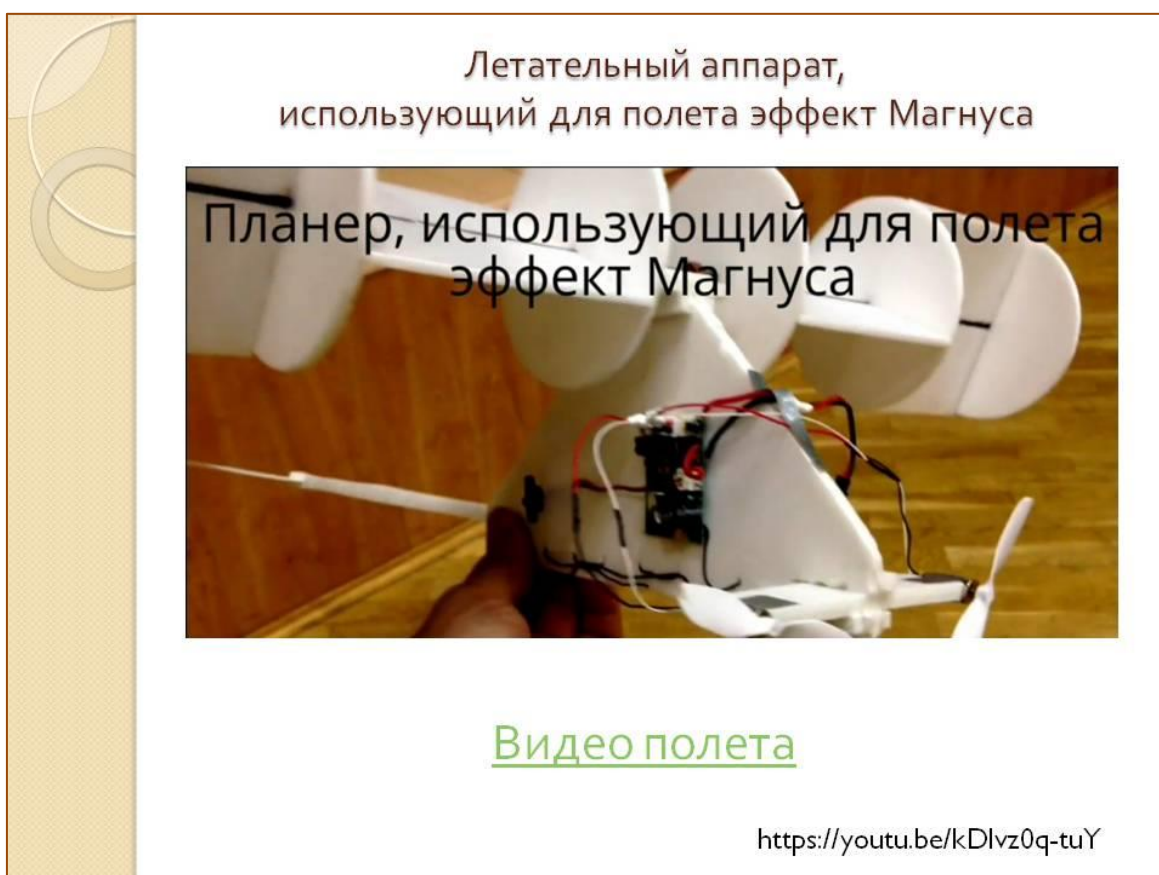 Летательный аппарат,
использующий для полета эффект Магнуса
Планер, использующий для полета
эффект Магнуса
Видео полета
https://youtu.be/kDlvz0q-tuY